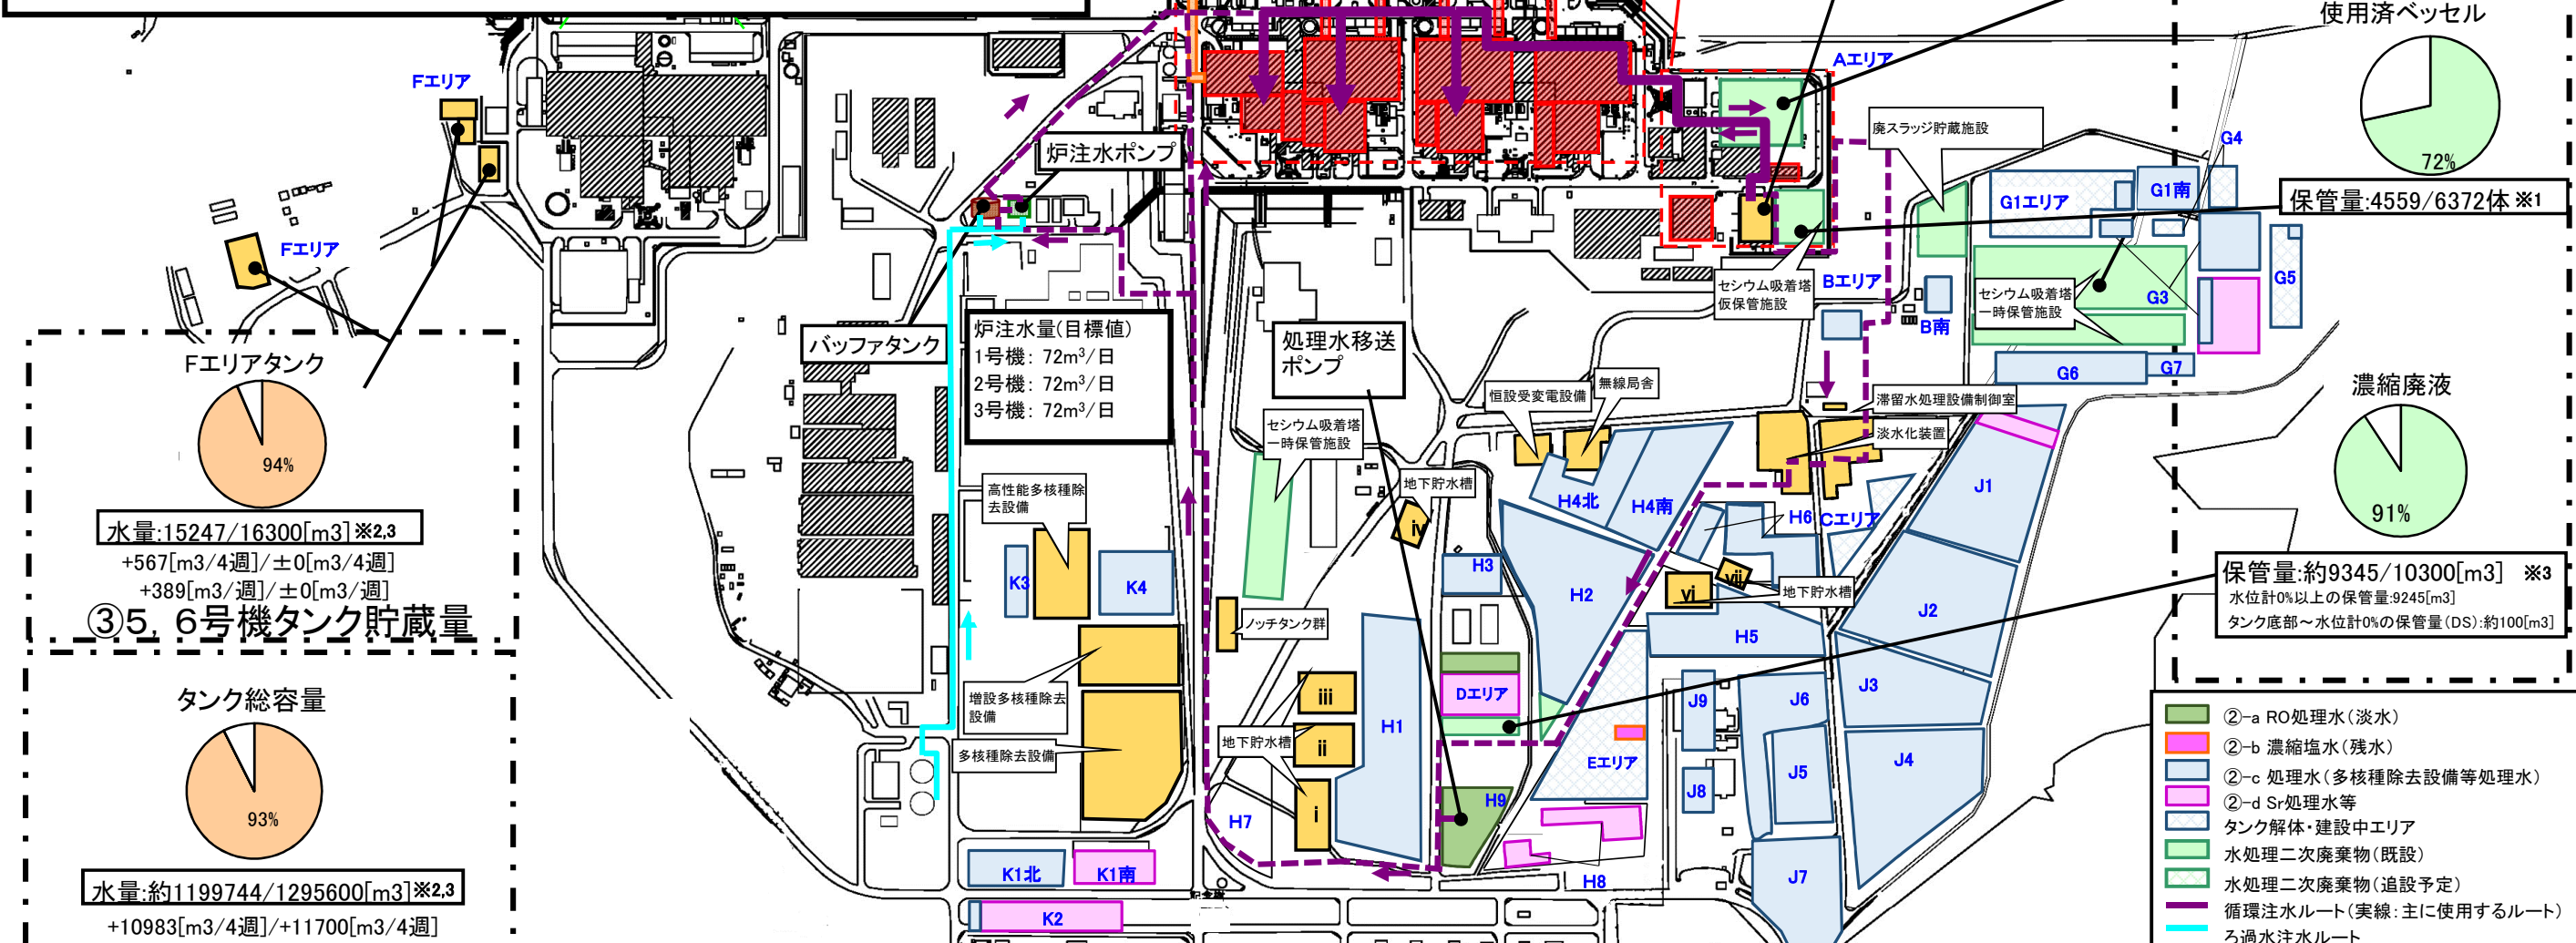 使用済ベッセル
72%
保管量:4559/6372体 ※1
Fエリア
Fエリア
Aエリア
廃スラッジ貯蔵施設
G4
G1エリア
G1南
炉注水ポンプ
セシウム吸着塔
仮保管施設
Bエリア
B南
セシウム吸着塔
一時保管施設
G3
G5
G6
G7
バッファタンク
炉注水量(目標値)
1号機: 72m³/日
2号機: 72m³/日
3号機: 72m³/日
処理水移送
ポンプ
恒設受変電設備
無線局舎
滞留水処理設備制御室
淡水化装置
Fエリアタンク
94%
水量:15247/16300[m3]※2,3
+567[m3/4週]/±0[m3/4週]
+389[m3/週]/±0[m3/週]
③5, 6号機タンク貯蔵量
濃縮廃液
91%
保管量:約9345/10300[m3] ※3
水位計0%以上の保管量:9245[m3]
タンク底部～水位計0%の保管量(DS):約100[m3]
セシウム吸着塔
一時保管施設
高性能多核種除
去設備
地下貯水槽
iv
H4北
H4南
H6
Cエリア
J1
K3
K4
H3
H2
vi
vii
地下貯水槽
J2
ノッチタンク群
H5
増設多核種除去
設備
多核種除去設備
iii
ii
i
地下貯水槽
H1
Dエリア
Eエリア
H9
J9
J8
J6
J5
J3
J4
J7
H7
H8
K1北
K1南
K2
タンク総容量
93%
水量:約1199744/1295600[m3]※2,3
+10983[m3/4週]/+11700[m3/4週]
②-a RO処理水(淡水)
②-b 濃縮塩水(残水)
②-c 処理水(多核種除去設備等処理水)
②-d Sr処理水等
タンク解体・建設中エリア
水処理二次廃棄物(既設)
水処理二次廃棄物(追設予定)
循環注水ルート(実線:主に使用するルート)
ろ過水注水ルート